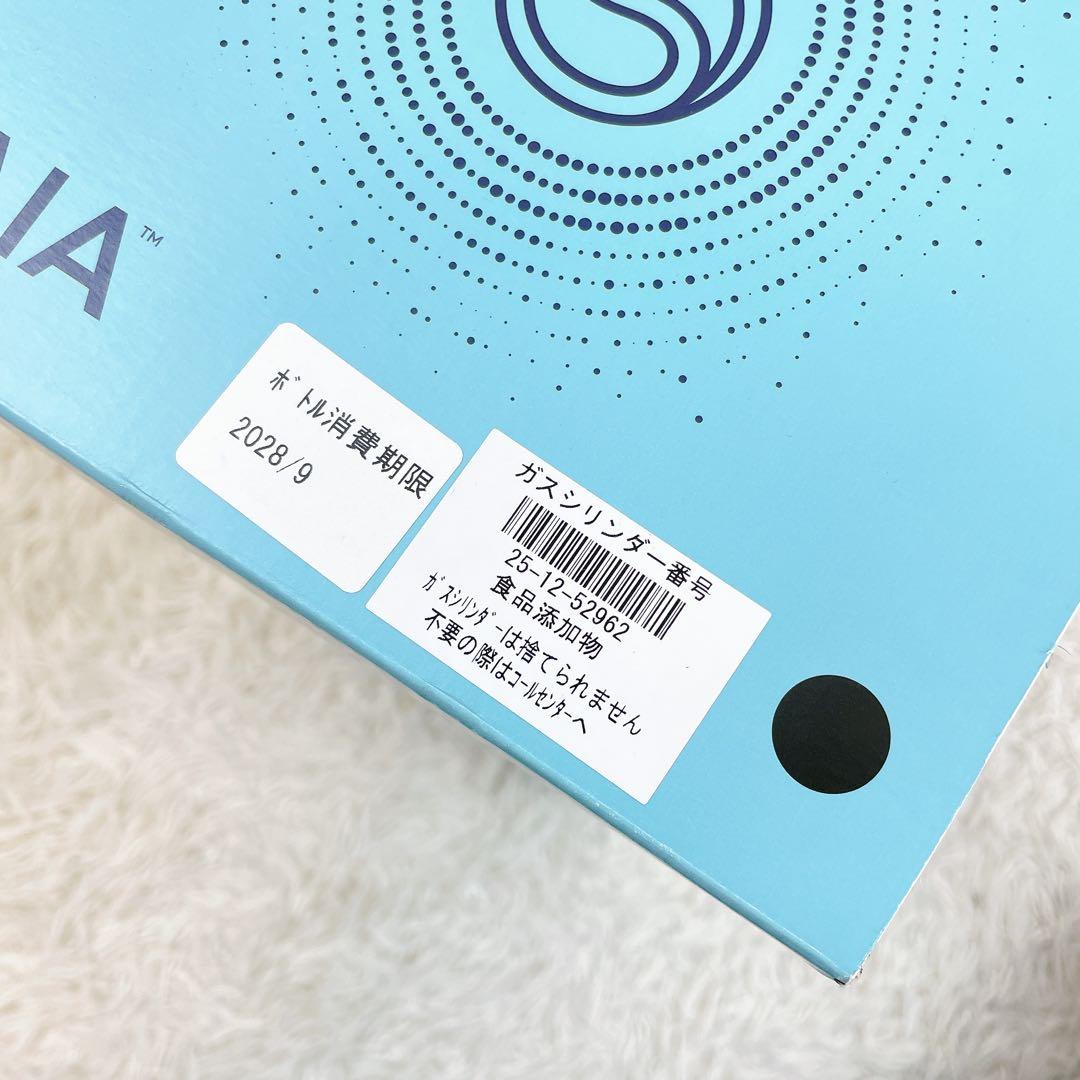 AIA™
ﾎﾞﾄﾙ消費期限
2028/9
ガスシリンダー番号
25-12-52962
食品添加物
ｶﾞｽｼﾘﾝﾀﾞｰは捨てられません
不要の際はｺｰﾙｾﾝﾀｰへ